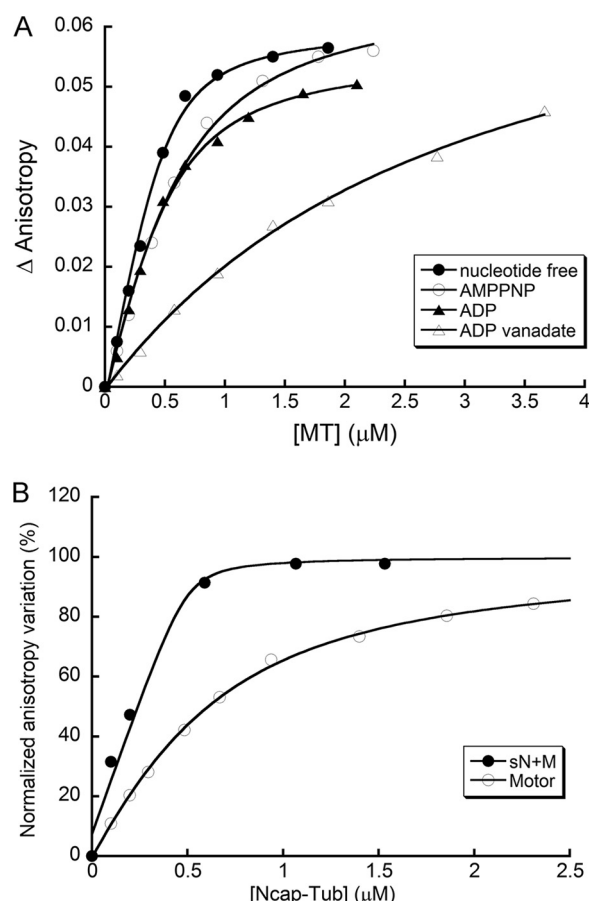 A
0.06
0.05
0.04
0.03
0.02
0.01
0
Δ Anisotropy
0 0.5 1 1.5 2 2.5 3 3.5 4
[MT] (μM)
nucleotide free
AMPPNP
ADP
ADP vanadate
B
120
100
80
60
40
20
0
Normalized anisotropy variation (%)
0 0.5 1 1.5 2 2.5
[Ncap-Tub] (μM)
sN+M
Motor